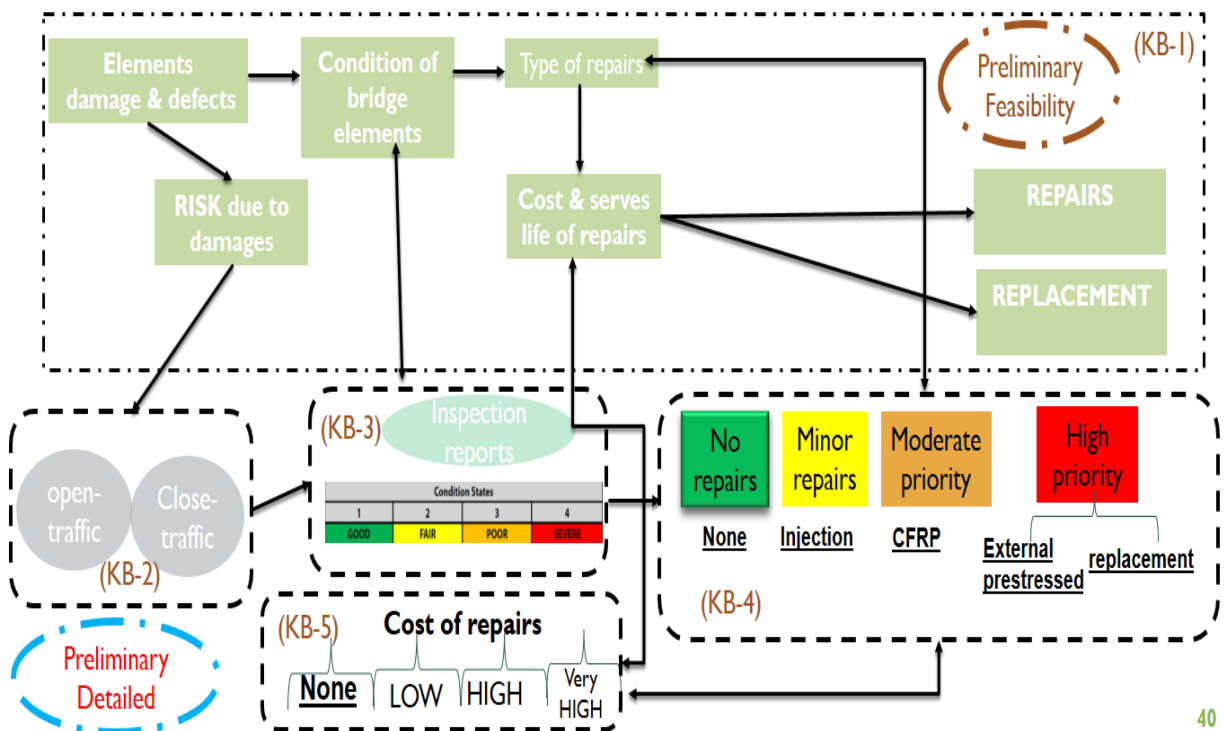 Elements
damage & defects
Condition of
bridge
elements
Type of repairs
Preliminary
Feasibility
(KB-1)
RISK due to
damages
Cost & serves
life of repairs
REPAIRS
REPLACEMENT
open-
traffic
Close-
traffic
(KB-2)
(KB-3)
Inspection
reports
Condition States
1 2 3 4
GOOD FAIR POOR SEVERE
No
repairs
Minor
repairs
Moderate
priority
High
priority
None
Injection
CFRP
External
prestressed
replacement
(KB-4)
(KB-5)
Cost of repairs
None
LOW
HIGH
Very
HIGH
Preliminary
Detailed
40